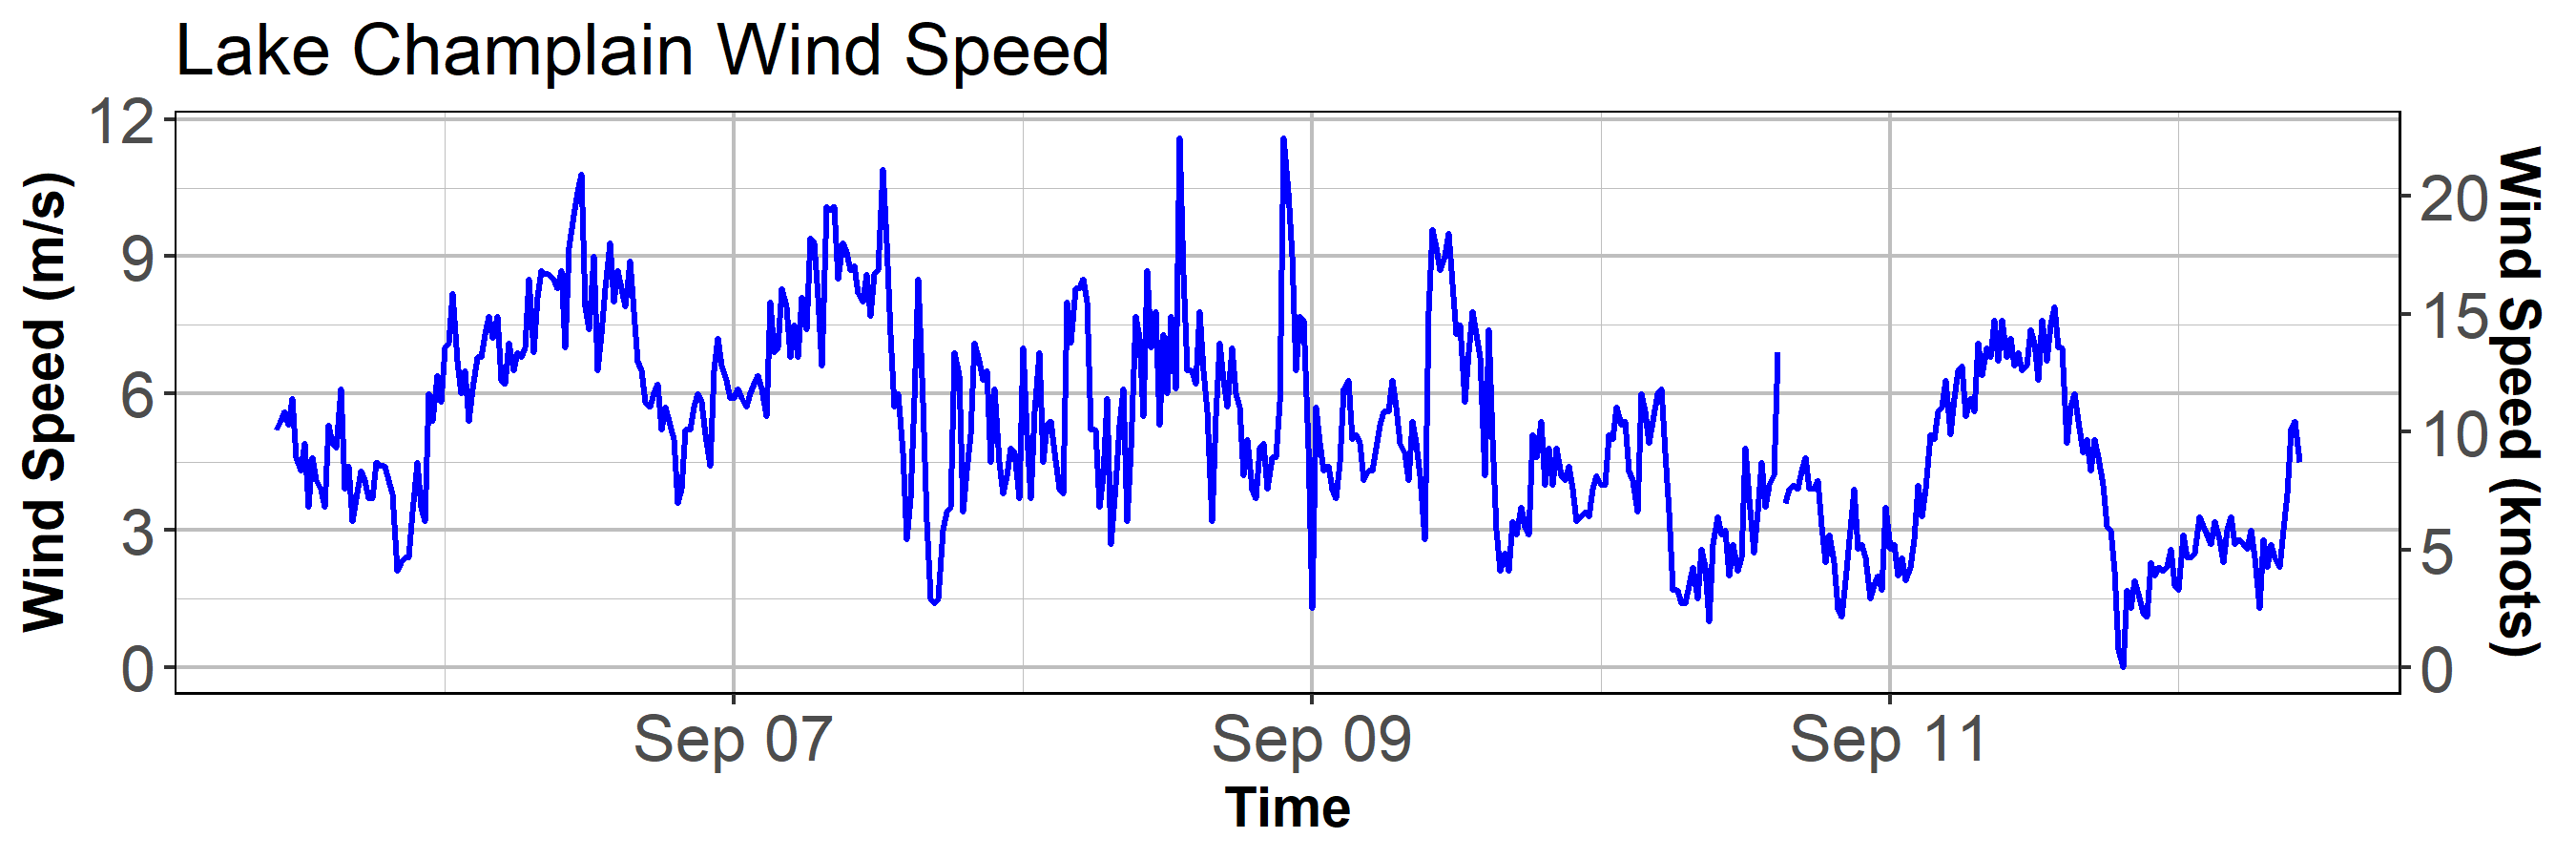 Lake Champlain Wind Speed
12
9
6
3
0
Wind Speed (m/s)
20
15
10
5
0
Wind Speed (knots)
Sep 07 Sep 09 Sep 11
Time